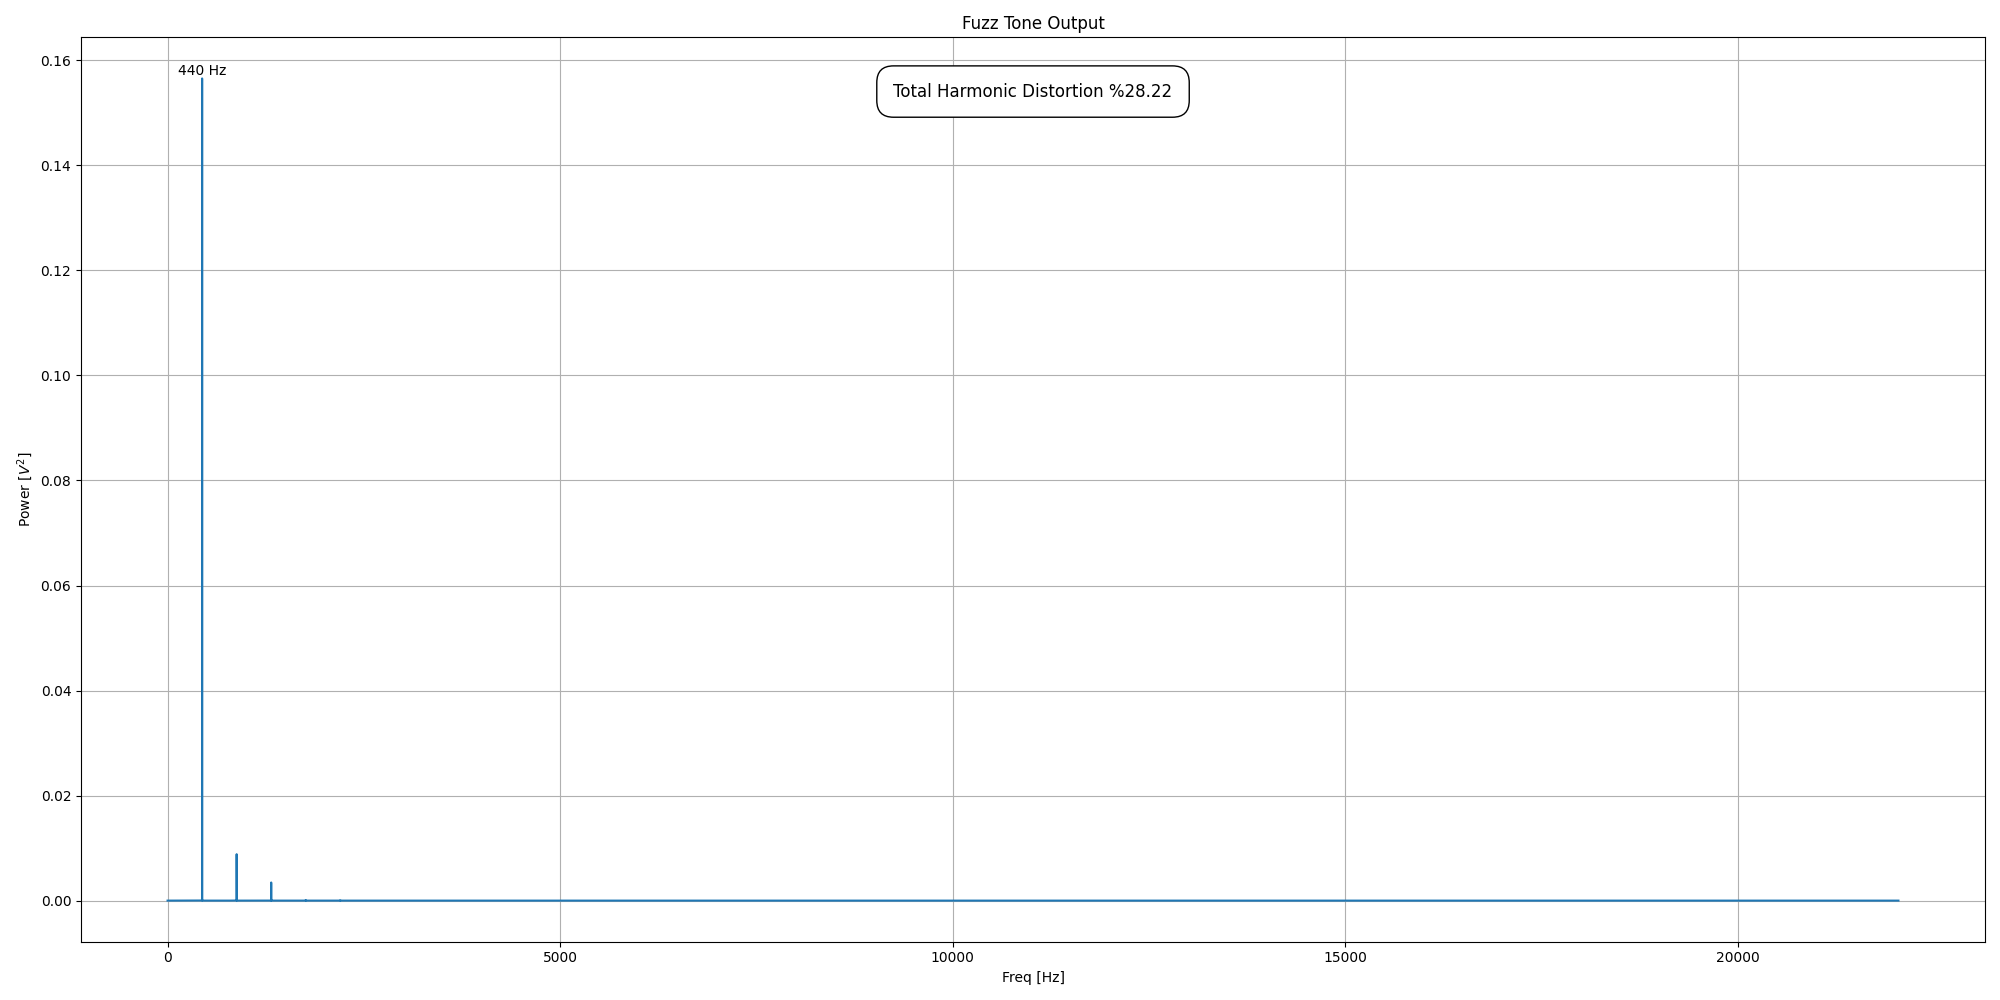 Fuzz Tone Output
440 Hz
Total Harmonic Distortion %28.22
0.16
0.14
0.12
0.10
0.08
0.06
0.04
0.02
0.00
Power [V²]
0 5000 10000 15000 20000
Freq [Hz]